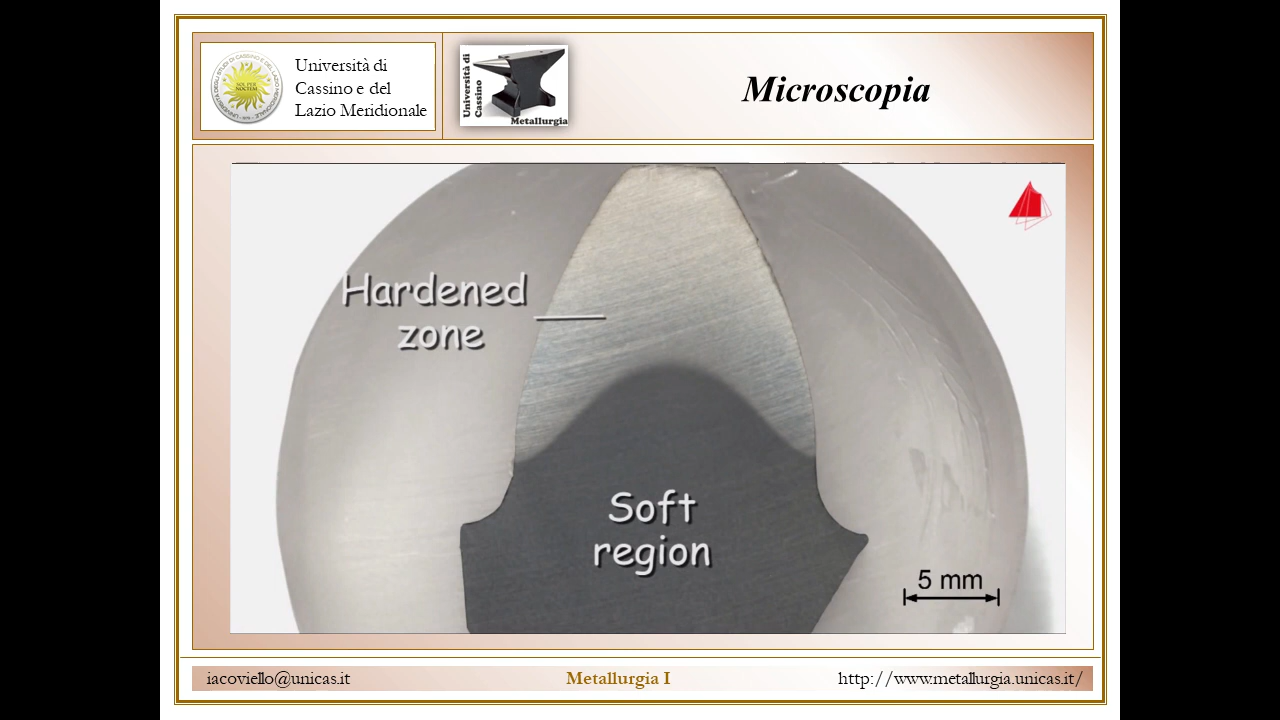 Università di
Cassino e del
Lazio Meridionale
Università di
Cassino
Metallurgia
Microscopia
Hardened
zone
Soft
region
5 mm
iacoviello@unicas.it
Metallurgia I
http://www.metallurgia.unicas.it/